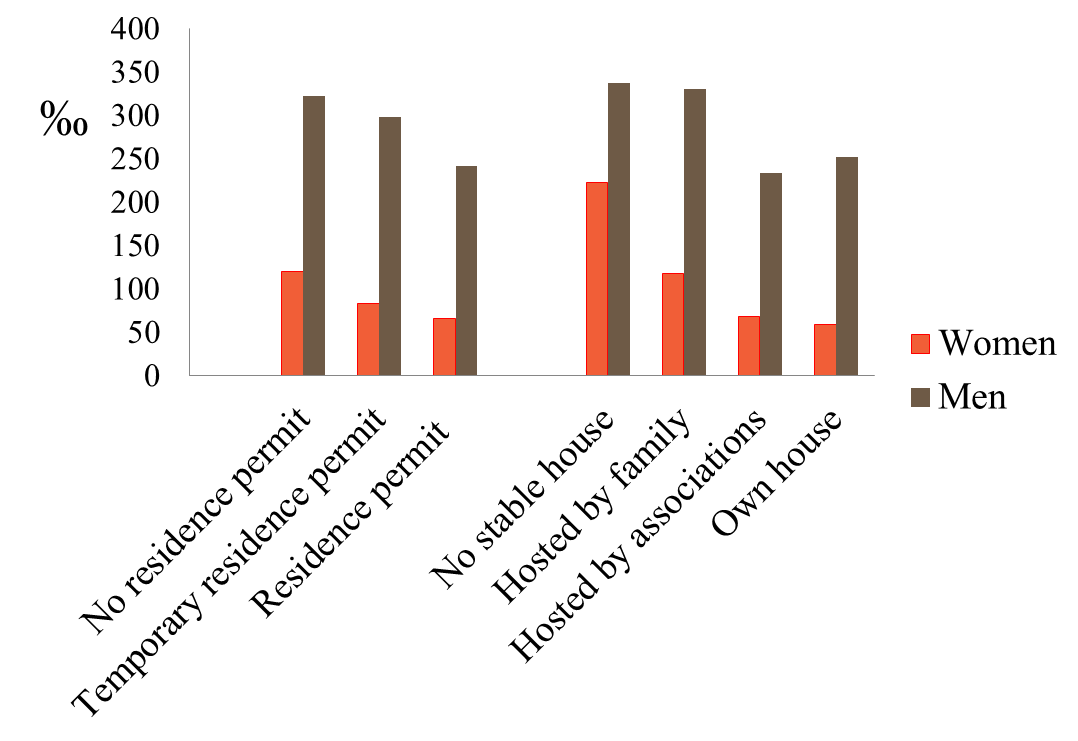 400
350
300
250
200
150
100
50
0
‰
No residence permit
Temporary residence permit
Residence permit
No stable house
Hosted by family
Hosted by associations
Own house
Women
Men